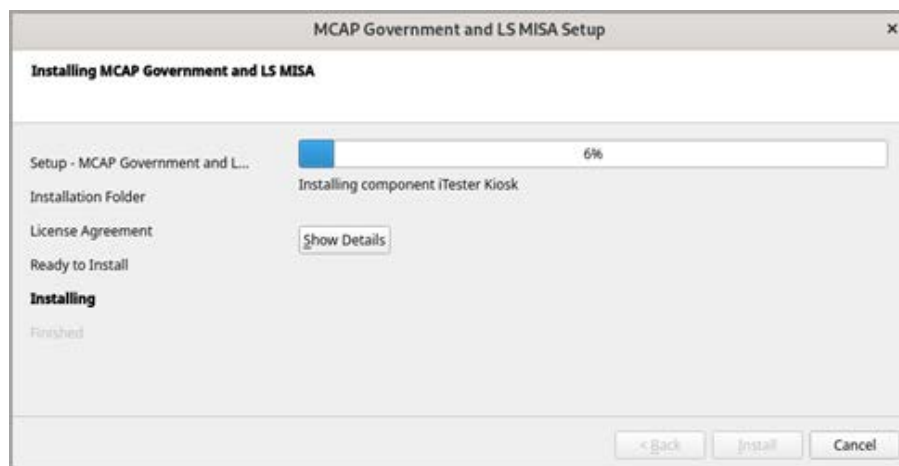 MCAP Government and LS MISA Setup
×
Installing MCAP Government and LS MISA
Setup - MCAP Government and L...
Installation Folder
License Agreement
Ready to Install
Installing
Finished
6%
Installing component iTester Kiosk
Show Details
< Back
Install
Cancel